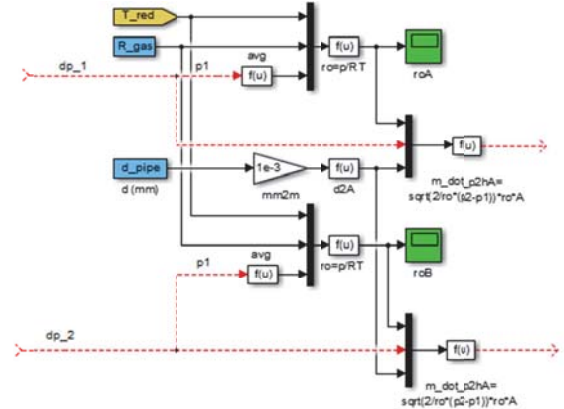 T_red
R_gas
avg
f(u)
ro=p/RT
roA
dp_1
p1
f(u)
f(u)
d_pipe
d (mm)
1e-3
mm2m
f(u)
d2A
m_dot_p2hA=
sqrt(2/ro*(p2-p1))*ro*A
p1
avg
f(u)
f(u)
ro=p/RT
roB
dp_2
f(u)
m_dot_p2hA=
sqrt(2/ro*(p2-p1))*ro*A